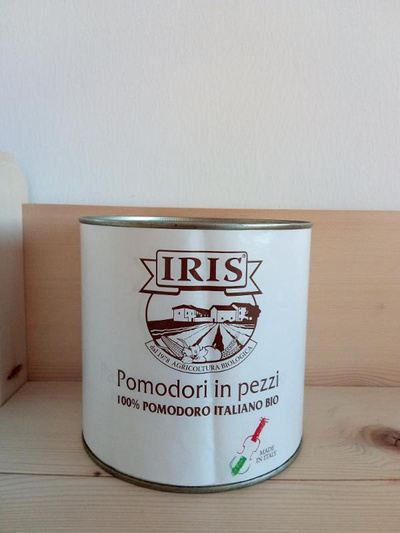 IRIS®
dal 1978 AGRICOLTURA BIOLOGICA
Pomodori in pezzi
100% POMODORO ITALIANO BIO
MADE
IN ITALY